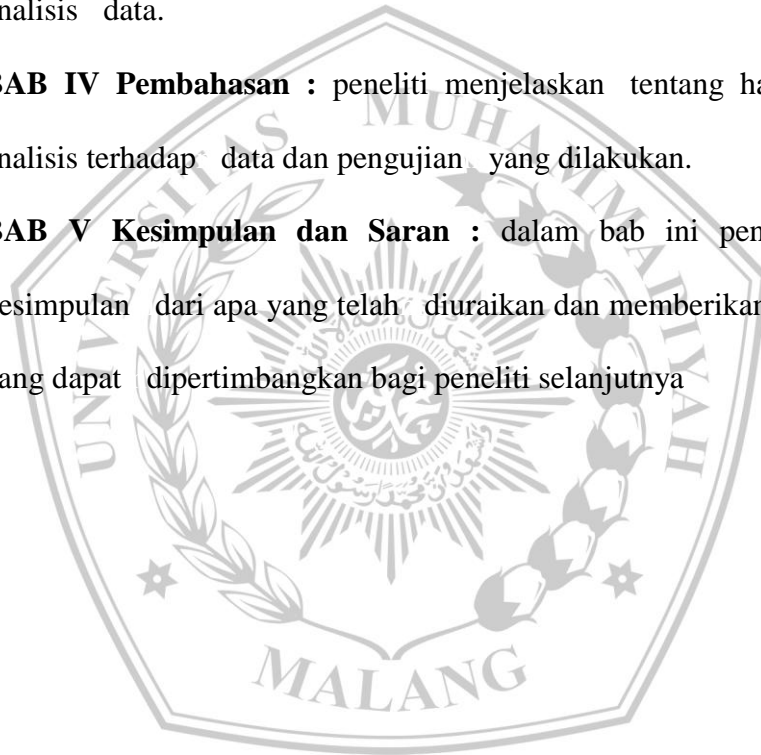 nalisis data.
BAB IV Pembahasan : peneliti menjelaskan tentang ha
nalisis terhadap data dan pengujian yang dilakukan.
BAB V Kesimpulan dan Saran : dalam bab ini pen
esimpulan dari apa yang telah diuraikan dan memberikan
ang dapat dipertimbangkan bagi peneliti selanjutnya
UNIVERSITAS MUHAMMADIYAH
MALANG